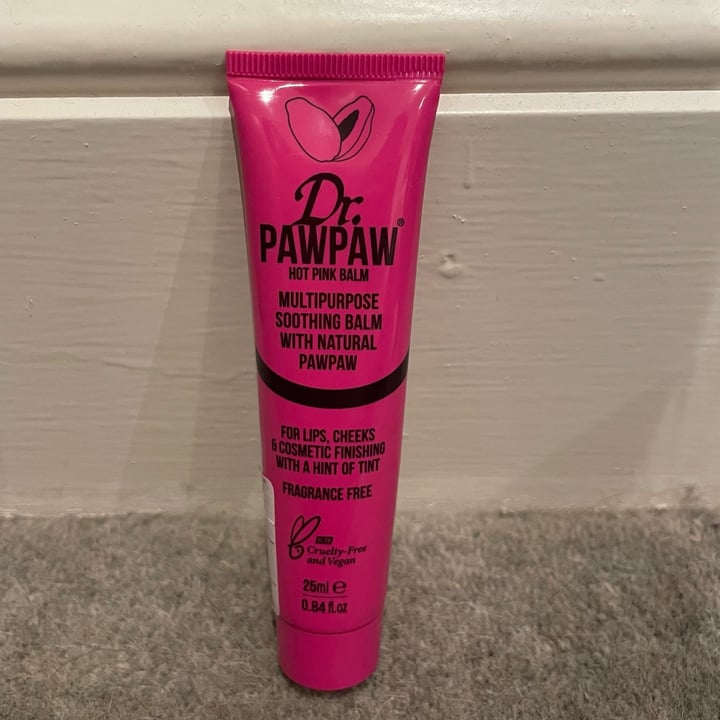 Dr.
PAWPAW®
HOT PINK BALM
MULTIPURPOSE
SOOTHING BALM
WITH NATURAL
PAWPAW
FOR LIPS, CHEEKS
& COSMETIC FINISHING
WITH A HINT OF TINT
FRAGRANCE FREE
Cruelty-Free
and Vegan
25ml ℮
0.84 fl.oz